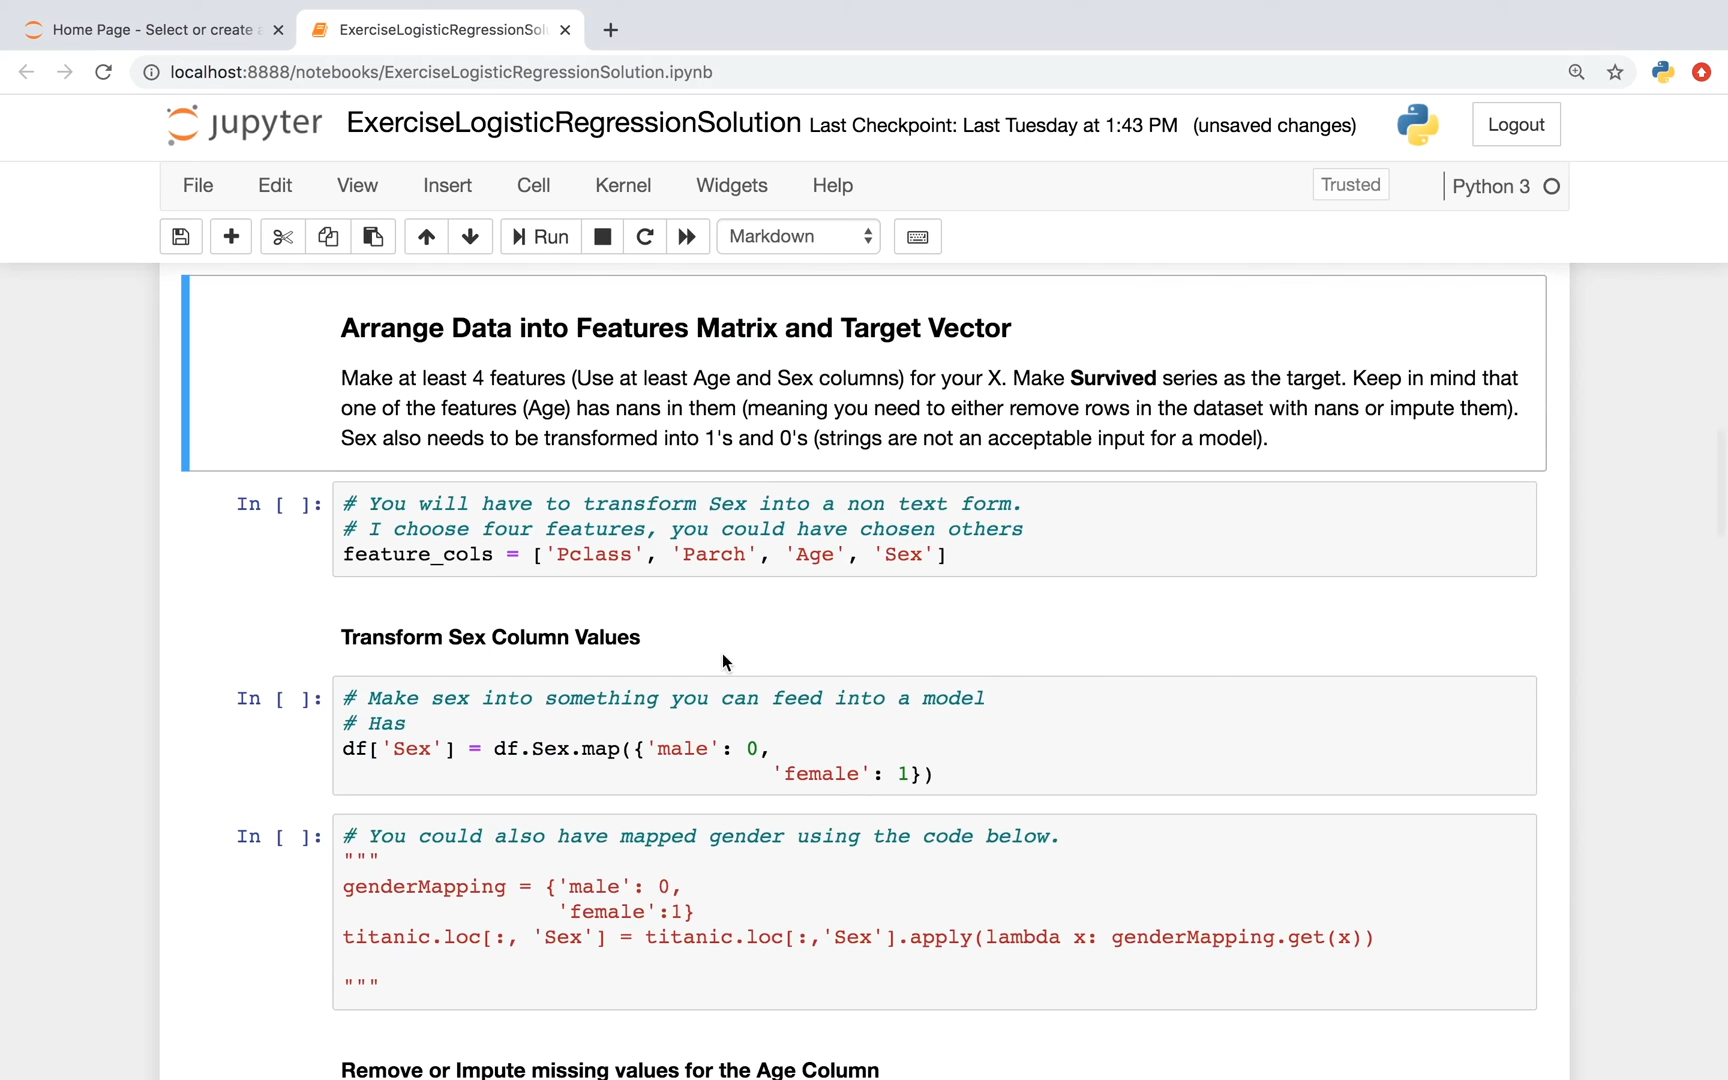 Home Page - Select or create a
ExerciseLogisticRegressionSol
localhost:8888/notebooks/ExerciseLogisticRegressionSolution.ipynb
jupyter ExerciseLogisticRegressionSolution Last Checkpoint: Last Tuesday at 1:43 PM (unsaved changes) Logout
File Edit View Insert Cell Kernel Widgets Help Trusted Python 3
Run Markdown
Arrange Data into Features Matrix and Target Vector
Make at least 4 features (Use at least Age and Sex columns) for your X. Make Survived series as the target. Keep in mind that
one of the features (Age) has nans in them (meaning you need to either remove rows in the dataset with nans or impute them).
Sex also needs to be transformed into 1's and 0's (strings are not an acceptable input for a model).
In [ ]: # You will have to transform Sex into a non text form.
# I choose four features, you could have chosen others
feature_cols = ['Pclass', 'Parch', 'Age', 'Sex']
Transform Sex Column Values
In [ ]: # Make sex into something you can feed into a model
# Has
df['Sex'] = df.Sex.map({'male': 0,
'female': 1})
In [ ]: # You could also have mapped gender using the code below.
"""
genderMapping = {'male': 0,
'female':1}
titanic.loc[:, 'Sex'] = titanic.loc[:,'Sex'].apply(lambda x: genderMapping.get(x))
"""
Remove or Impute missing values for the Age Column